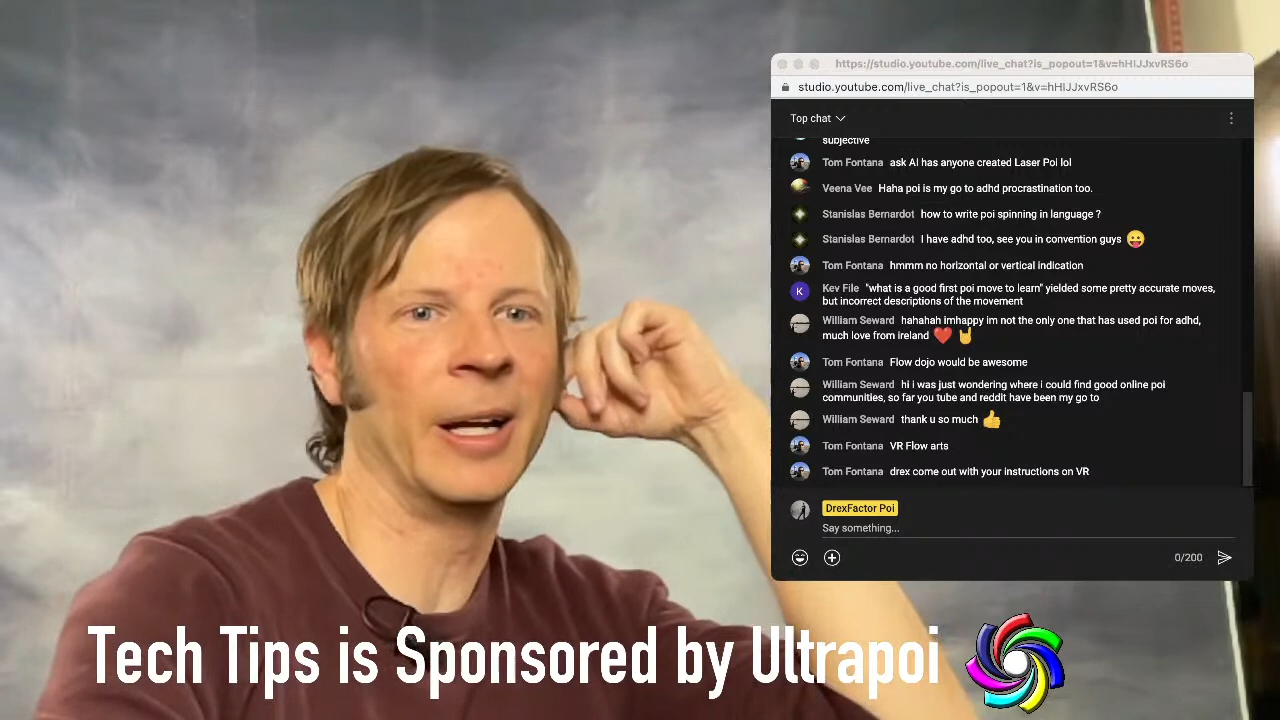 https://studio.youtube.com/live_chat?is_popout=1&v=hHIJJxvRS6o
studio.youtube.com/live_chat?is_popout=1&v=hHIJJxvRS6o
Top chat
subjective
Tom Fontana ask AI has anyone created Laser Poi lol
Veena Vee Haha poi is my go to adhd procrastination too.
Stanislas Bernardot how to write poi spinning in language ?
Stanislas Bernardot I have adhd too, see you in convention guys 😜
Tom Fontana hmmm no horizontal or vertical indication
K
Kev File "what is a good first poi move to learn" yielded some pretty accurate moves,
but incorrect descriptions of the movement
William Seward hahahah imhappy im not the only one that has used poi for adhd,
much love from ireland ❤️ 🤘
Tom Fontana Flow dojo would be awesome
William Seward hi i was just wondering where i could find good online poi
communities, so far you tube and reddit have been my go to
William Seward thank u so much 👍
Tom Fontana VR Flow arts
Tom Fontana drex come out with your instructions on VR
DrexFactor Poi
Say something...
0/200
Tech Tips is Sponsored by Ultrapoi